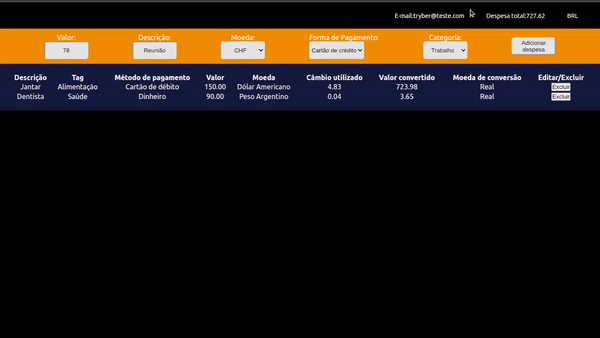 E-mail:tryber@teste.com Despesa total:727.62 BRL
Valor: Descrição: Moeda: Forma de Pagamento: Categoria:
78 Reunião CHF Cartão de crédito Trabalho Adicionar despesa
Descrição Tag Método de pagamento Valor Moeda Câmbio utilizado Valor convertido Moeda de conversão Editar/Excluir
Jantar Alimentação Cartão de débito 150.00 Dólar Americano 4.83 723.98 Real Excluir
Dentista Saúde Dinheiro 90.00 Peso Argentino 0.04 3.65 Real Excluir